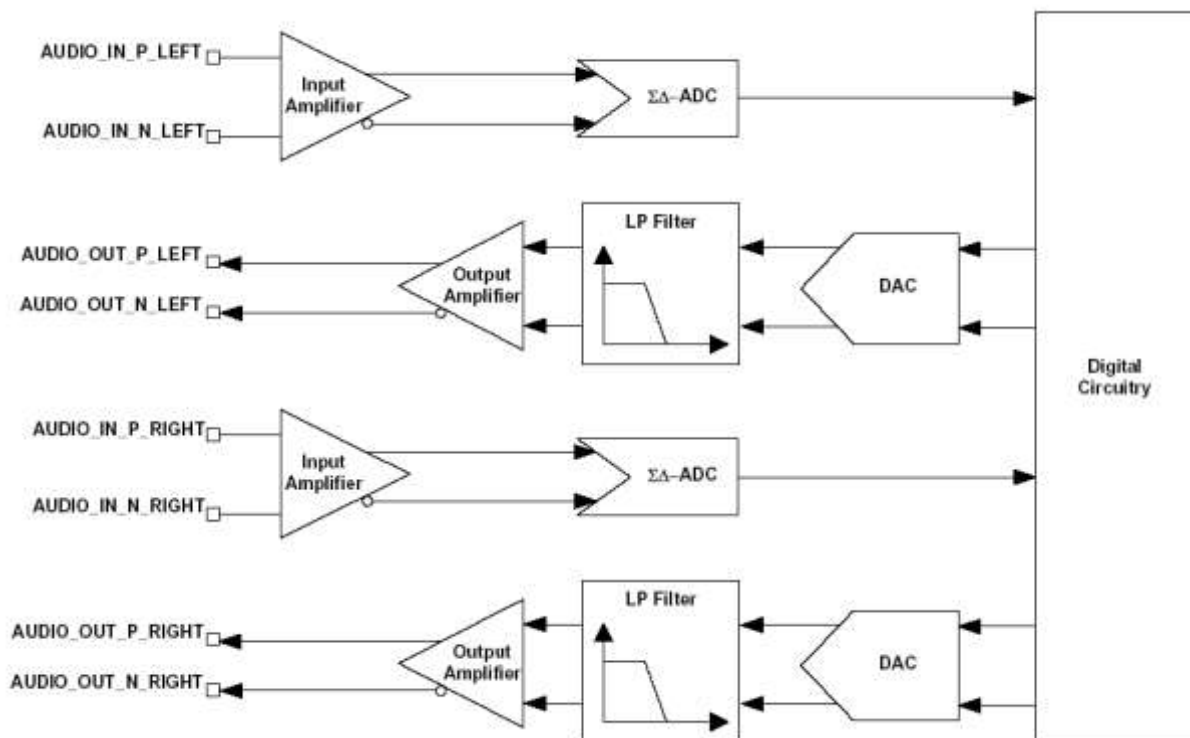 AUDIO_IN_P_LEFT
Input
Amplifier
ΣΔ–ADC
AUDIO_IN_N_LEFT
LP Filter
AUDIO_OUT_P_LEFT
Output
Amplifier
DAC
AUDIO_OUT_N_LEFT
Digital
Circuitry
AUDIO_IN_P_RIGHT
Input
Amplifier
ΣΔ–ADC
AUDIO_IN_N_RIGHT
LP Filter
AUDIO_OUT_P_RIGHT
Output
Amplifier
DAC
AUDIO_OUT_N_RIGHT